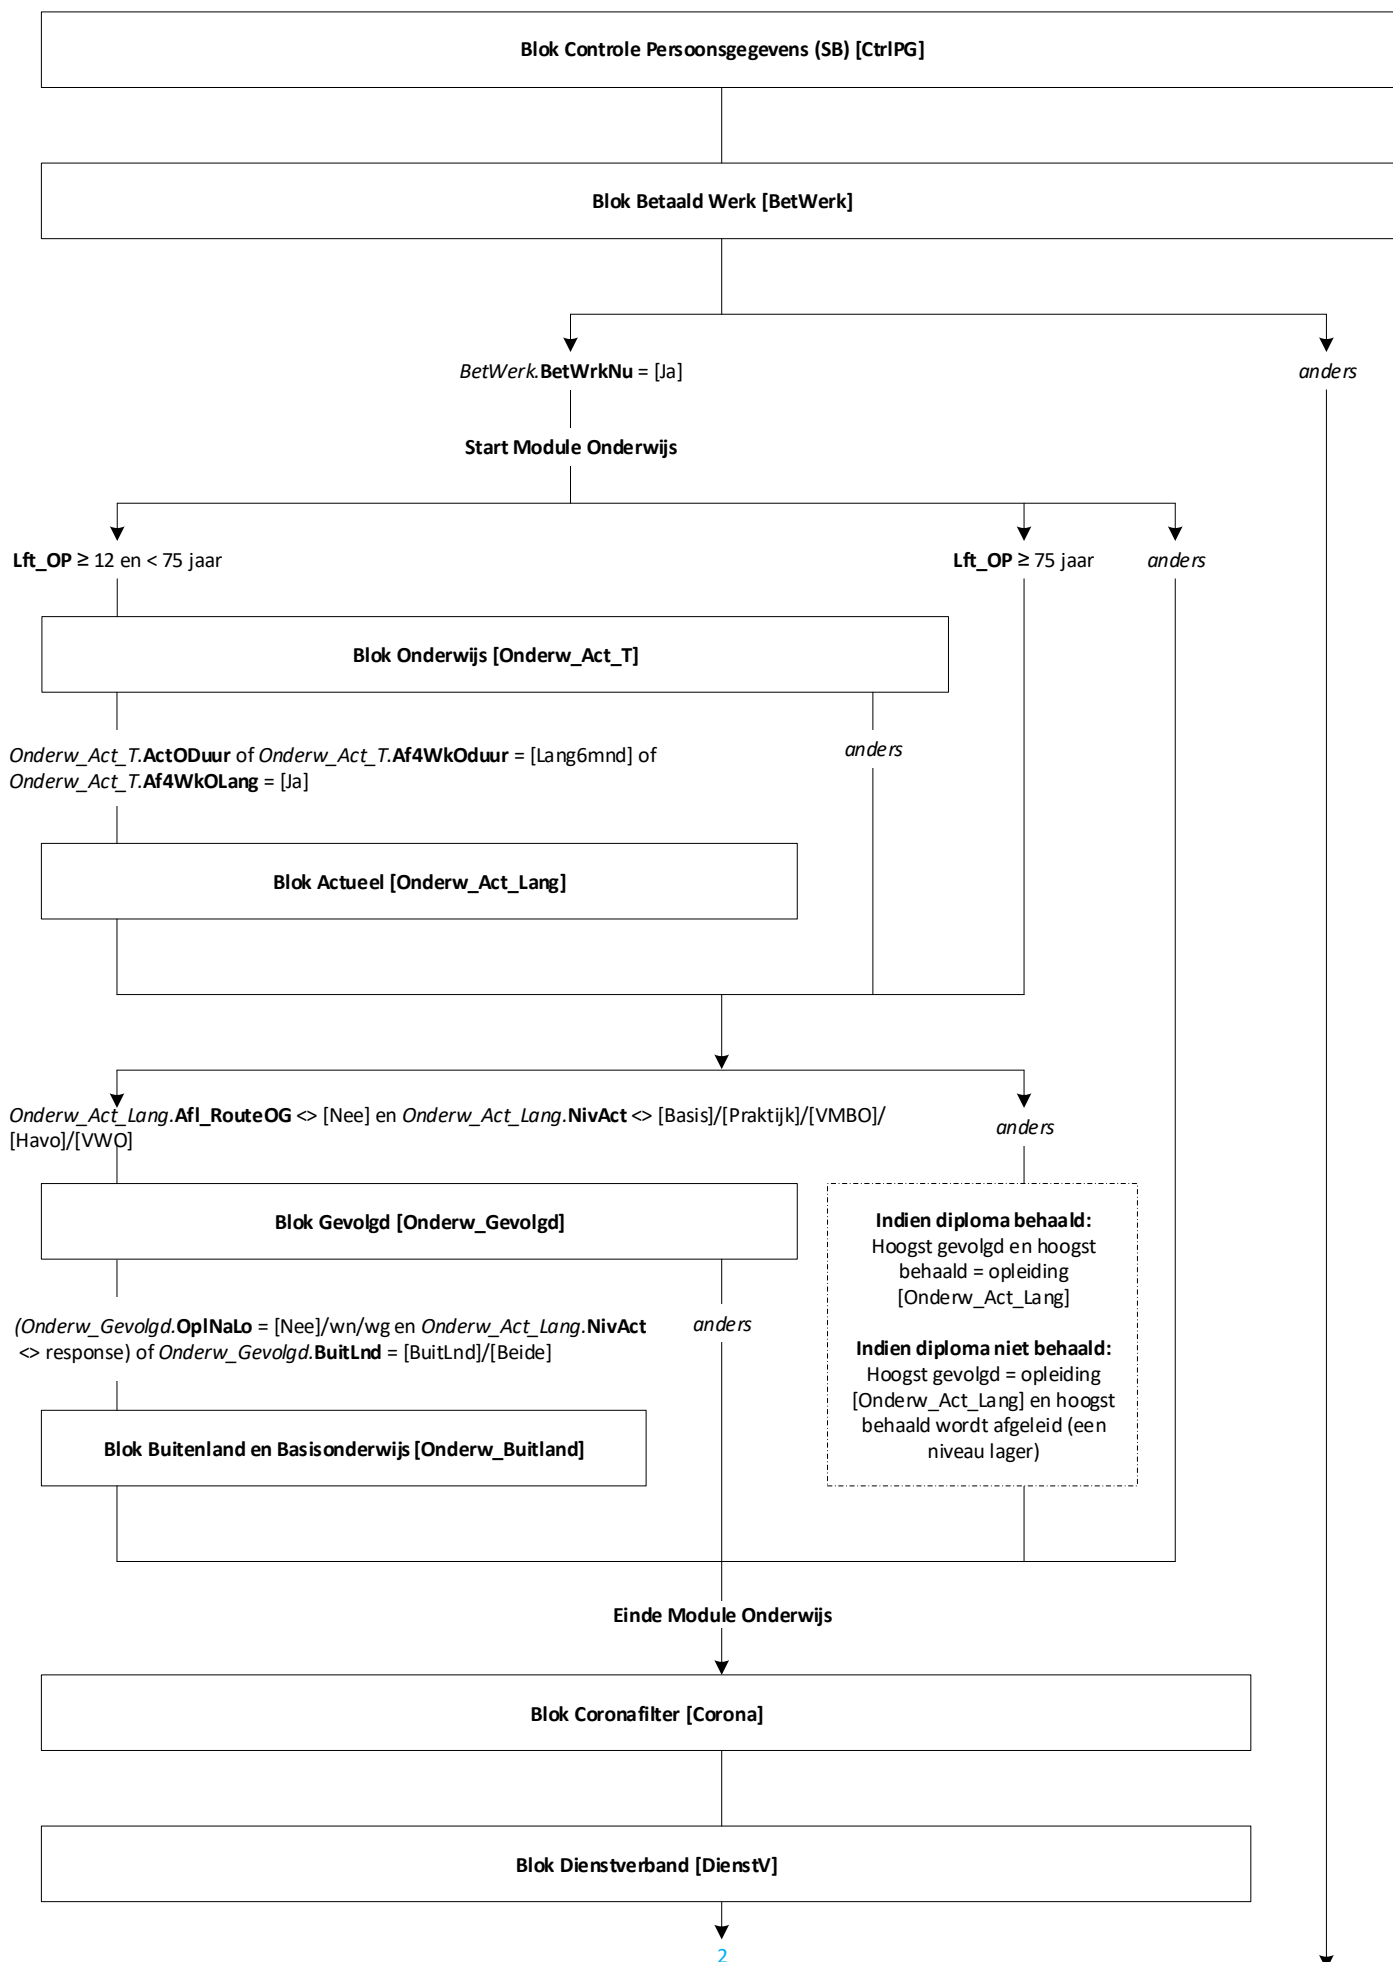 Blok Controle Persoonsgegevens (SB) [CtrlPG]
Blok Betaald Werk [BetWerk]
BetWerk.BetWrkNu = [Ja]
anders
Start Module Onderwijs
Lft_OP ≥ 12 en < 75 jaar
Lft_OP ≥ 75 jaar
anders
Blok Onderwijs [Onderw_Act_T]
Onderw_Act_T.ActODuur of Onderw_Act_T.Af4WkOduur = [Lang6mnd] of
Onderw_Act_T.Af4WkOLang = [Ja]
anders
Blok Actueel [Onderw_Act_Lang]
Onderw_Act_Lang.Afl_RouteOG <> [Nee] en Onderw_Act_Lang.NivAct <> [Basis]/[Praktijk]/[VMBO]/
[Havo]/[VWO]
anders
Blok Gevolgd [Onderw_Gevolgd]
Indien diploma behaald:
Hoogst gevolgd en hoogst
behaald = opleiding
[Onderw_Act_Lang]
Indien diploma niet behaald:
Hoogst gevolgd = opleiding
[Onderw_Act_Lang] en hoogst
behaald wordt afgeleid (een
niveau lager)
(Onderw_Gevolgd.OplNaLo = [Nee]/wn/wg en Onderw_Act_Lang.NivAct
<> response) of Onderw_Gevolgd.BuitLnd = [BuitLnd]/[Beide]
anders
Blok Buitenland en Basisonderwijs [Onderw_Buitland]
Einde Module Onderwijs
Blok Coronafilter [Corona]
Blok Dienstverband [DienstV]
2